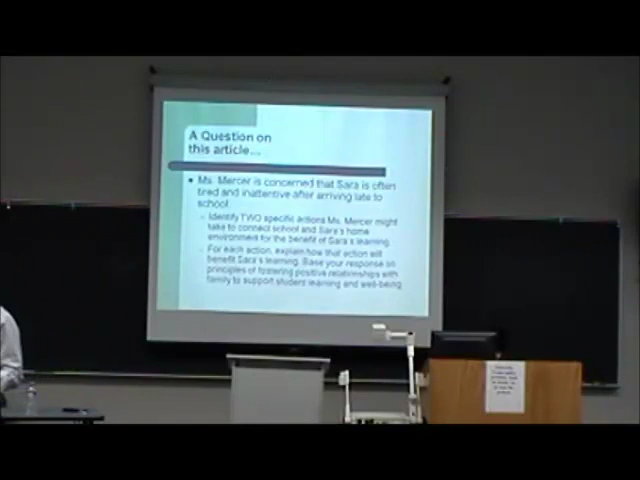 A Question on
this article...
• Ms. Mercer is concerned that Sara is often
tired and inattentive after arriving late to
school.
– Identify TWO specific actions Ms. Mercer might
take to connect school and Sara's home
environment for the benefit of Sara's learning.
– For each action, explain how that action will
benefit Sara's learning. Base your response on
principles of fostering positive relationships with
family to support student learning and well-being